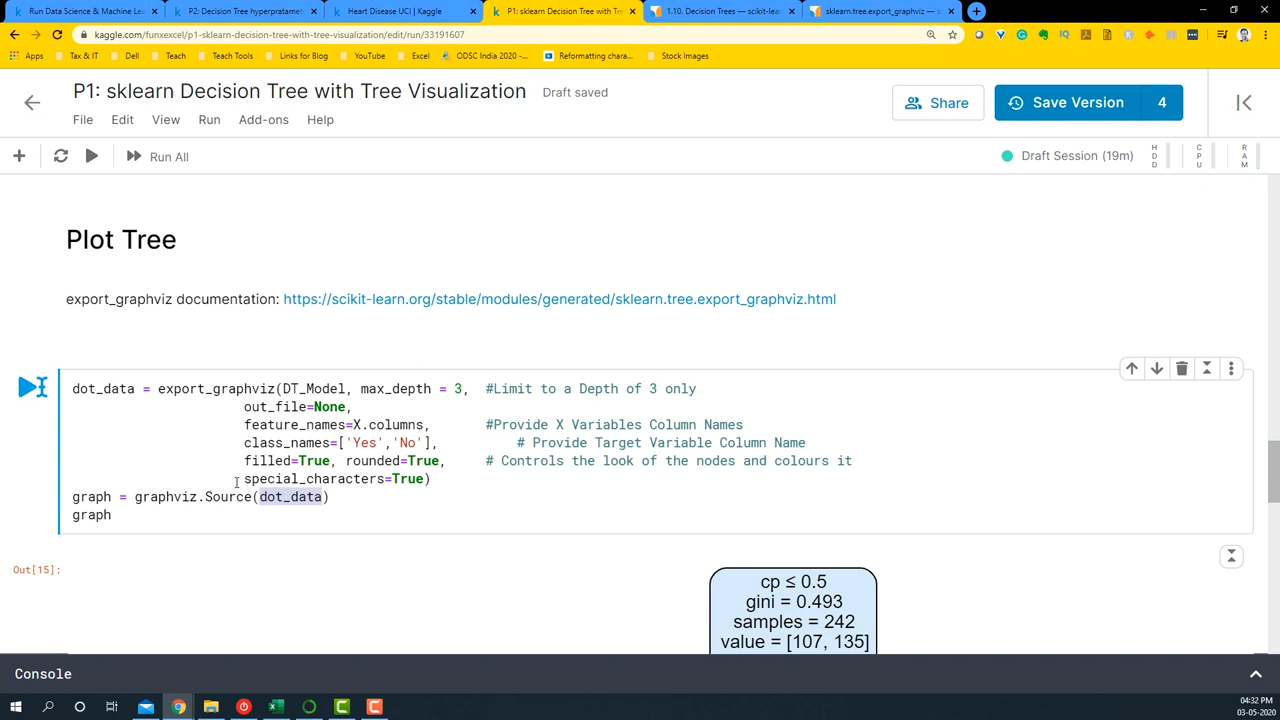 Run Data Science & Machine Le
P2: Decision Tree hyperpratamet
Heart Disease UCI | Kaggle
P1: sklearn Decision Tree with Tre
1.10. Decision Trees — scikit-lea
sklearn.tree.export_graphviz — s
kaggle.com/funxexcel/p1-sklearn-decision-tree-with-tree-visualization/edit/run/33191607
Apps
Tax & IT
Dell
Teach
Teach Tools
Links for Blog
YouTube
Excel
ODSC India 2020 -...
Reformatting chara...
Stock Images
P1: sklearn Decision Tree with Tree Visualization
Draft saved
Share
Save Version
4
File
Edit
View
Run
Add-ons
Help
Run All
Draft Session (19m)
HDD
CPU
RAM
Plot Tree
export_graphviz documentation: https://scikit-learn.org/stable/modules/generated/sklearn.tree.export_graphviz.html
dot_data = export_graphviz(DT_Model, max_depth = 3, #Limit to a Depth of 3 only
out_file=None,
feature_names=X.columns, #Provide X Variables Column Names
class_names=['Yes','No'], # Provide Target Variable Column Name
filled=True, rounded=True, # Controls the look of the nodes and colours it
special_characters=True)
graph = graphviz.Source(dot_data)
graph
Out[15]:
cp ≤ 0.5
gini = 0.493
samples = 242
value = [107, 135]
Console
04:32 PM
03-05-2020